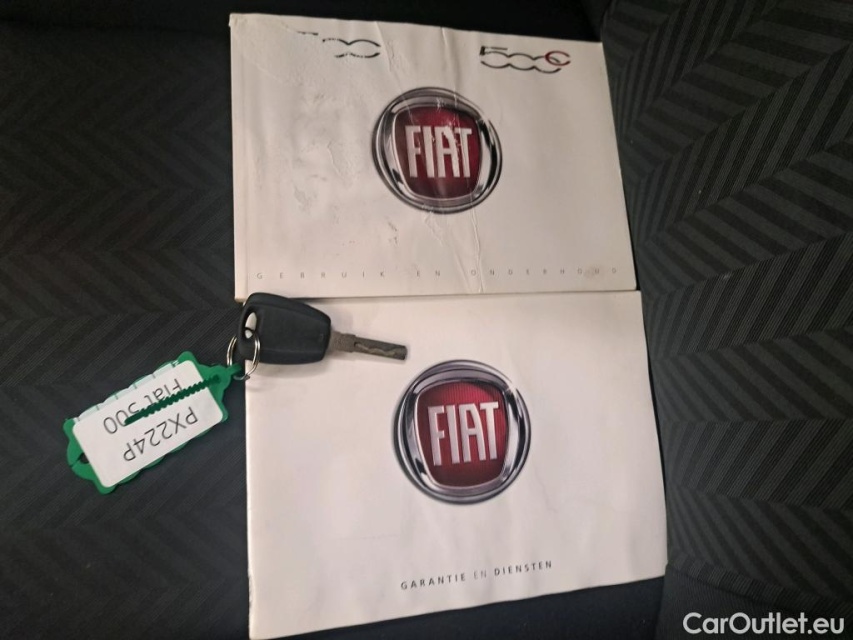 500
500C
FIAT
GEBRUIK EN ONDERHOUD
FIAT
GARANTIE EN DIENSTEN
PX224P
Fiat 500
CarOutlet.eu